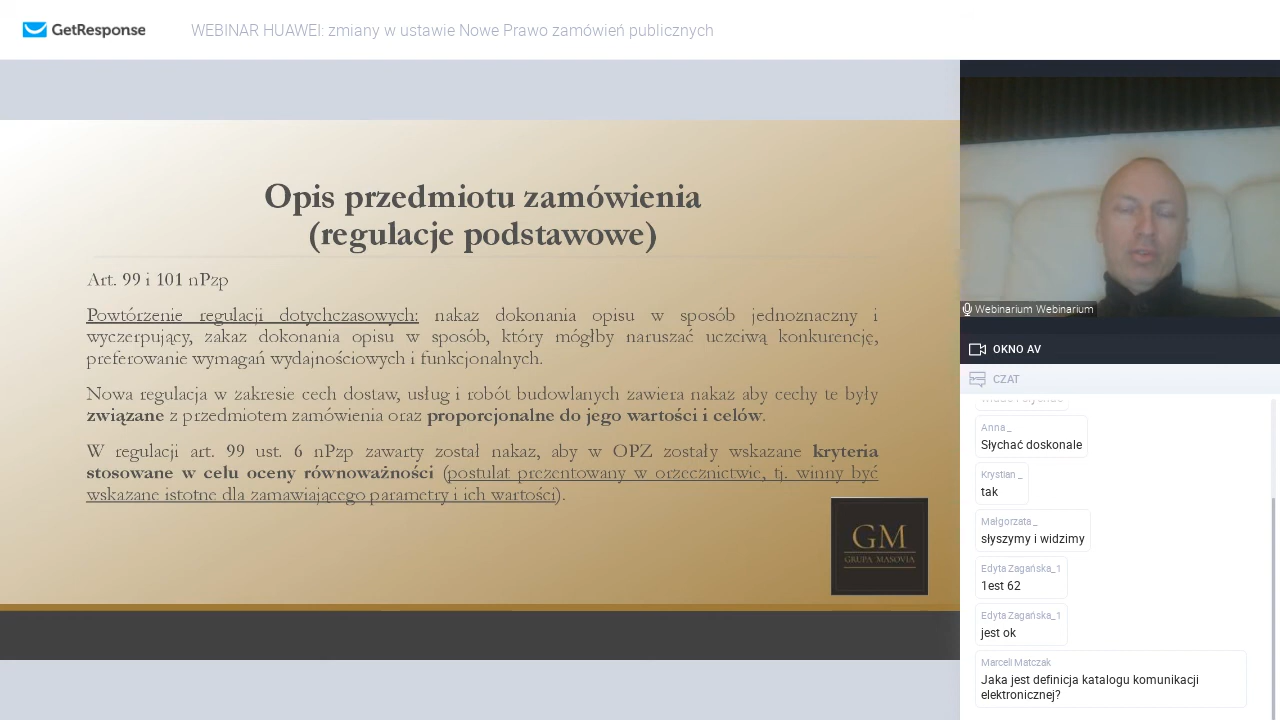 GetResponse
WEBINAR HUAWEI: zmiany w ustawie Nowe Prawo zamówień publicznych
Opis przedmiotu zamówienia
(regulacje podstawowe)
Art. 99 i 101 nPzp
Powtórzenie regulacji dotychczasowych: nakaz dokonania opisu w sposób jednoznaczny i
wyczerpujący, zakaz dokonania opisu w sposób, który mógłby naruszać uczciwą konkurencję,
preferowanie wymagań wydajnościowych i funkcjonalnych.
Nowa regulacja w zakresie cech dostaw, usług i robót budowlanych zawiera nakaz aby cechy te były
związane z przedmiotem zamówienia oraz proporcjonalne do jego wartości i celów.
W regulacji art. 99 ust. 6 nPzp zawarty został nakaz, aby w OPZ zostały wskazane kryteria
stosowane w celu oceny równoważności (postulat prezentowany w orzecznictwie, tj. winny być
wskazane istotne dla zamawiającego parametry i ich wartości).
GM
GRUPA MASOVIA
Webinarium Webinarium
OKNO AV
CZAT
Anna _
Słychać doskonale
Krystian _
tak
Małgorzata _
słyszymy i widzimy
Edyta Zagańska_1
1est 62
Edyta Zagańska_1
jest ok
Marceli Matczak
Jaka jest definicja katalogu komunikacji
elektronicznej?